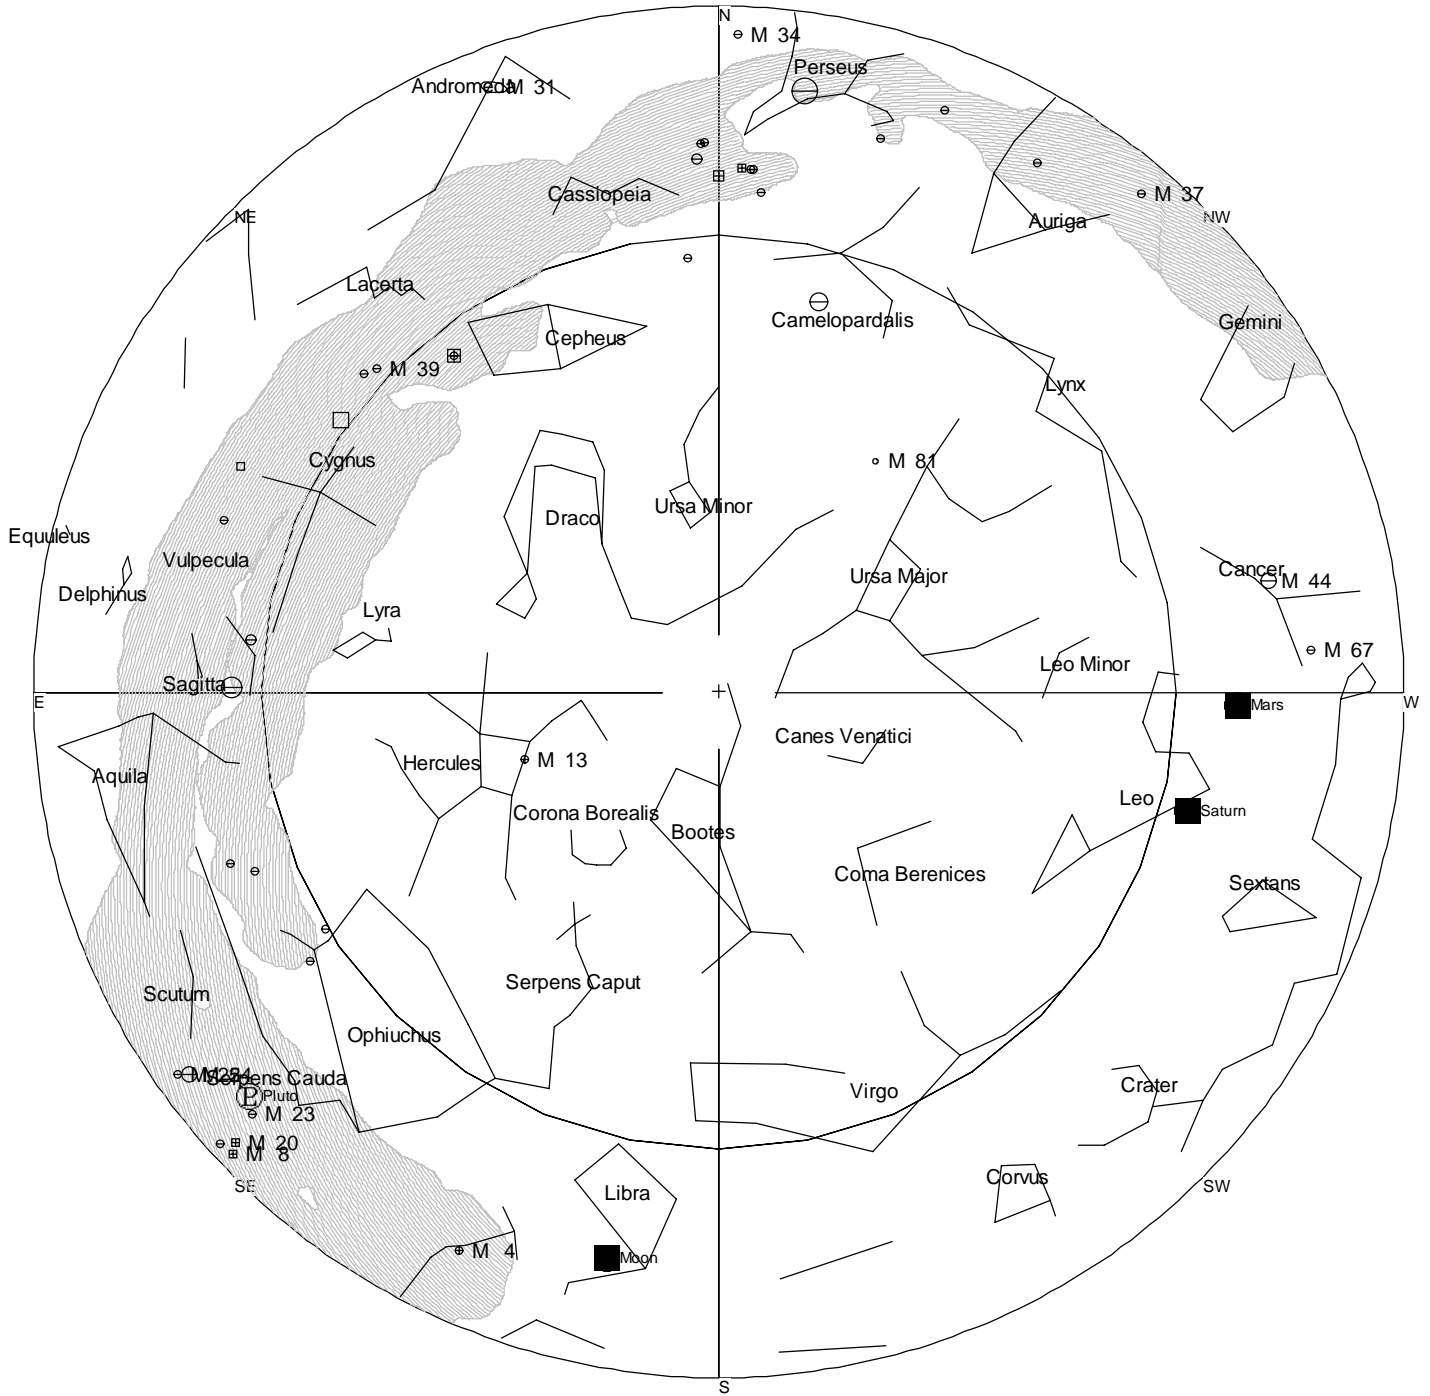 N
M 34
Perseus
Andromeda
M 31
Cassiopeia
M 37
NE
NW
Auriga
Lacerta
Camelopardalis
Gemini
Cepheus
M 39
Lynx
Cygnus
M 81
Ursa Minor
Draco
Equuleus
Vulpecula
Ursa Major
Cancer
M 44
Delphinus
Lyra
M 67
Leo Minor
Sagitta
E
W
Mars
Canes Venatici
Hercules
M 13
Aquila
Leo
Corona Borealis
Saturn
Bootes
Coma Berenices
Sextans
Serpens Caput
Scutum
Ophiuchus
Serpens Cauda
Crater
Virgo
Pluto
M 23
M 20
M 8
SE
SW
Corvus
Libra
M 4
Moon
S